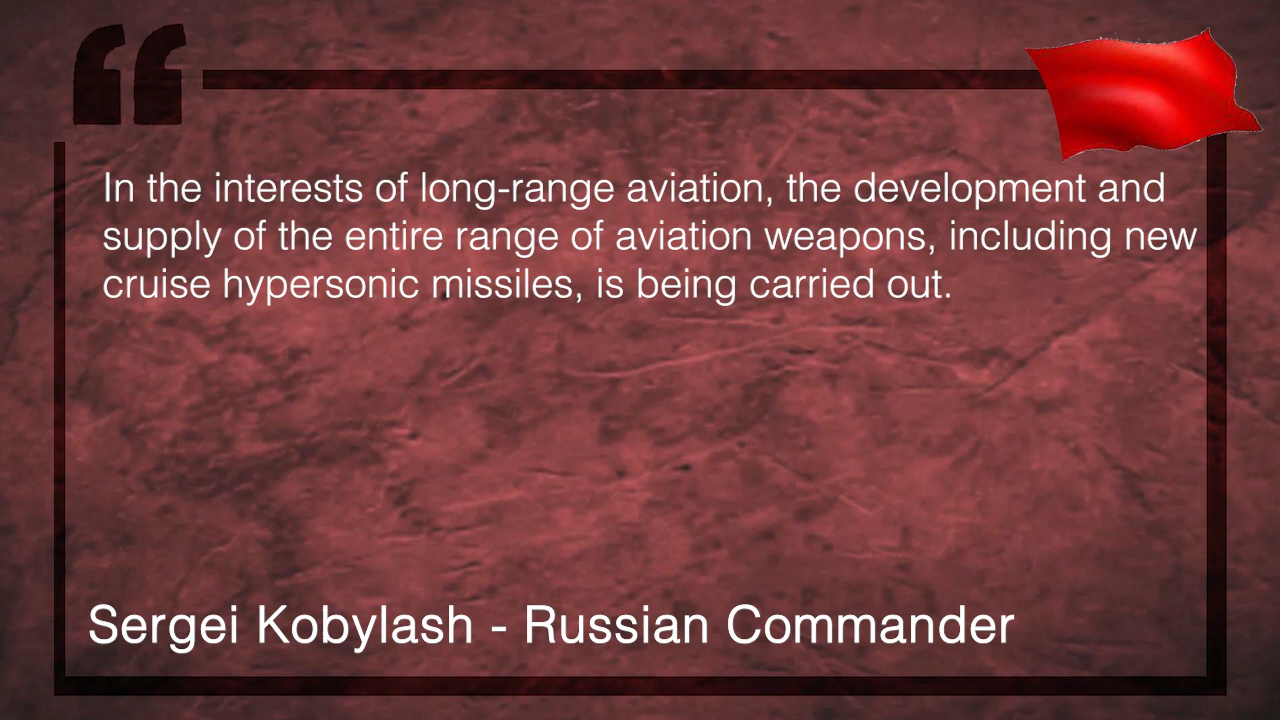 In the interests of long-range aviation, the development and
supply of the entire range of aviation weapons, including new
cruise hypersonic missiles, is being carried out.
Sergei Kobylash - Russian Commander